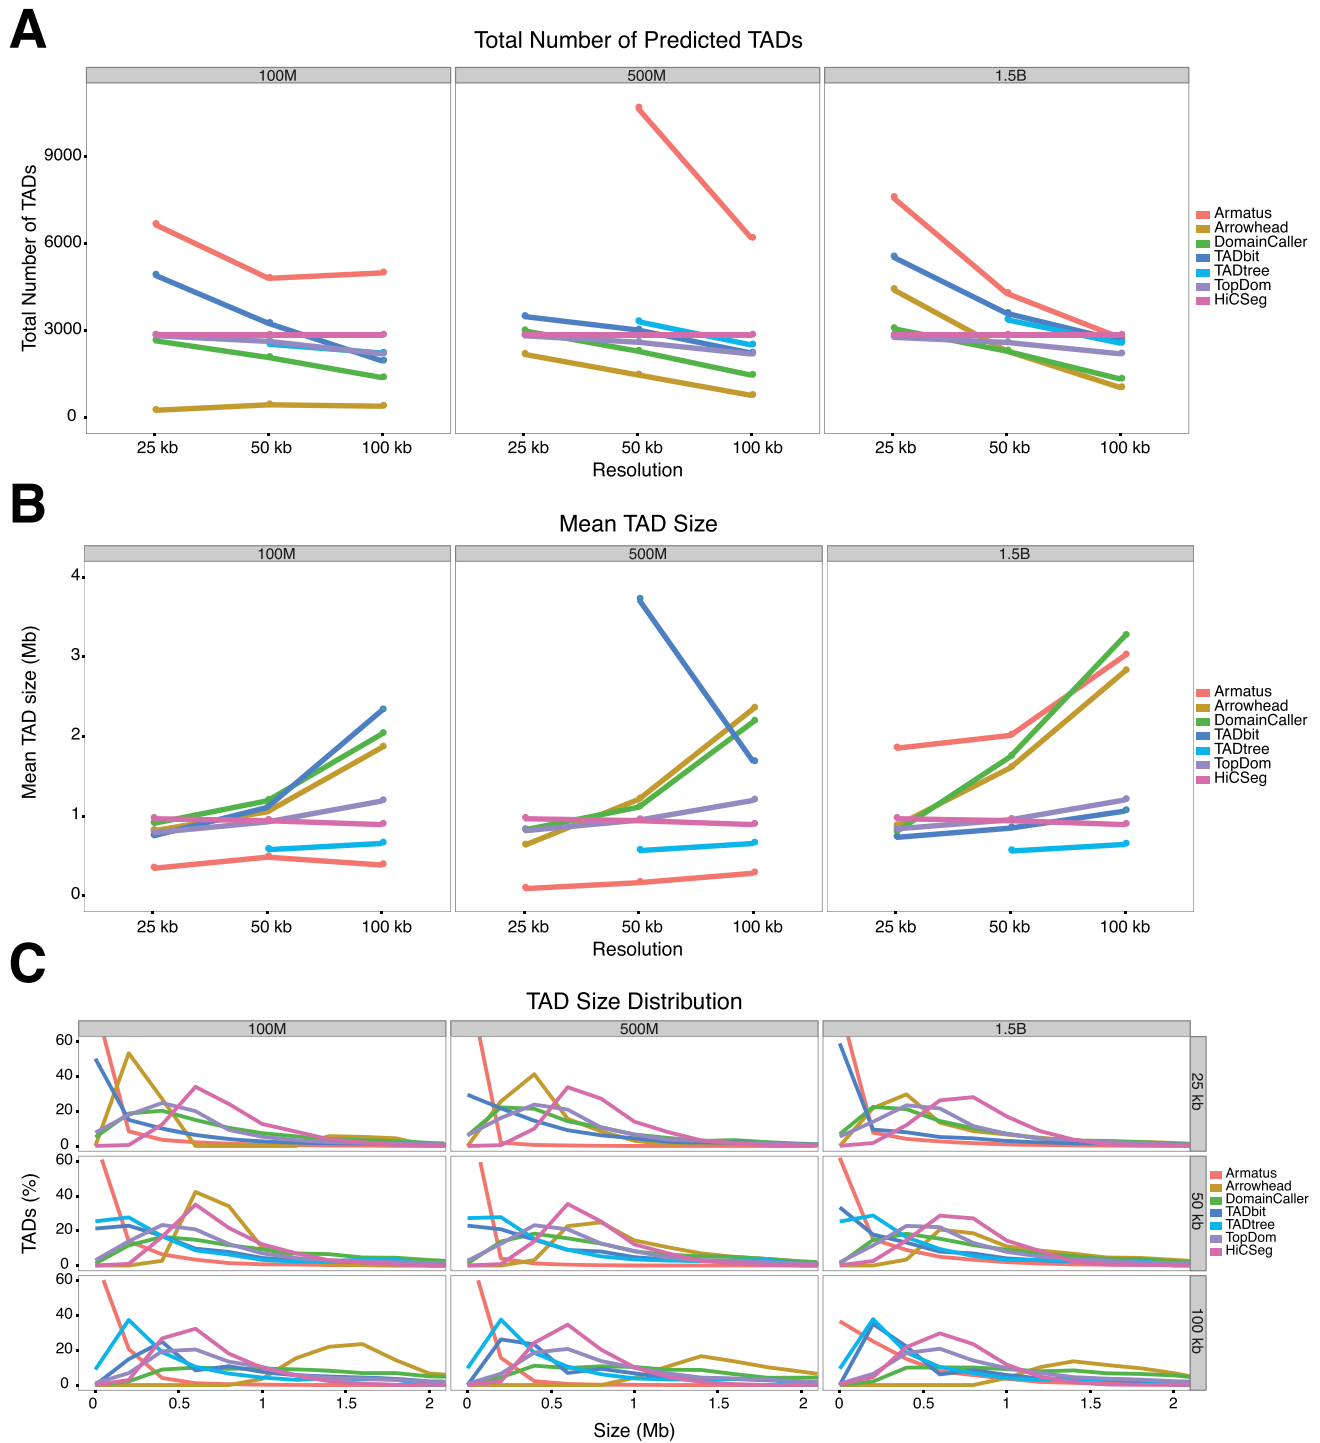 A
Total Number of Predicted TADs
100M 500M 1.5B
Total Number of TADs
9000
6000
3000
0
25 kb 50 kb 100 kb 25 kb 50 kb 100 kb 25 kb 50 kb 100 kb
Resolution
Armatus
Arrowhead
DomainCaller
TADbit
TADtree
TopDom
HiCSeg
B
Mean TAD Size
100M 500M 1.5B
Mean TAD size (Mb)
4
3
2
1
0
25 kb 50 kb 100 kb 25 kb 50 kb 100 kb 25 kb 50 kb 100 kb
Resolution
Armatus
Arrowhead
DomainCaller
TADbit
TADtree
TopDom
HiCSeg
C
TAD Size Distribution
100M 500M 1.5B
TADs (%)
60
40
20
0
25 kb
60
40
20
0
50 kb
60
40
20
0
100 kb
0 0.5 1 1.5 2 0 0.5 1 1.5 2 0 0.5 1 1.5 2
Size (Mb)
Armatus
Arrowhead
DomainCaller
TADbit
TADtree
TopDom
HiCSeg